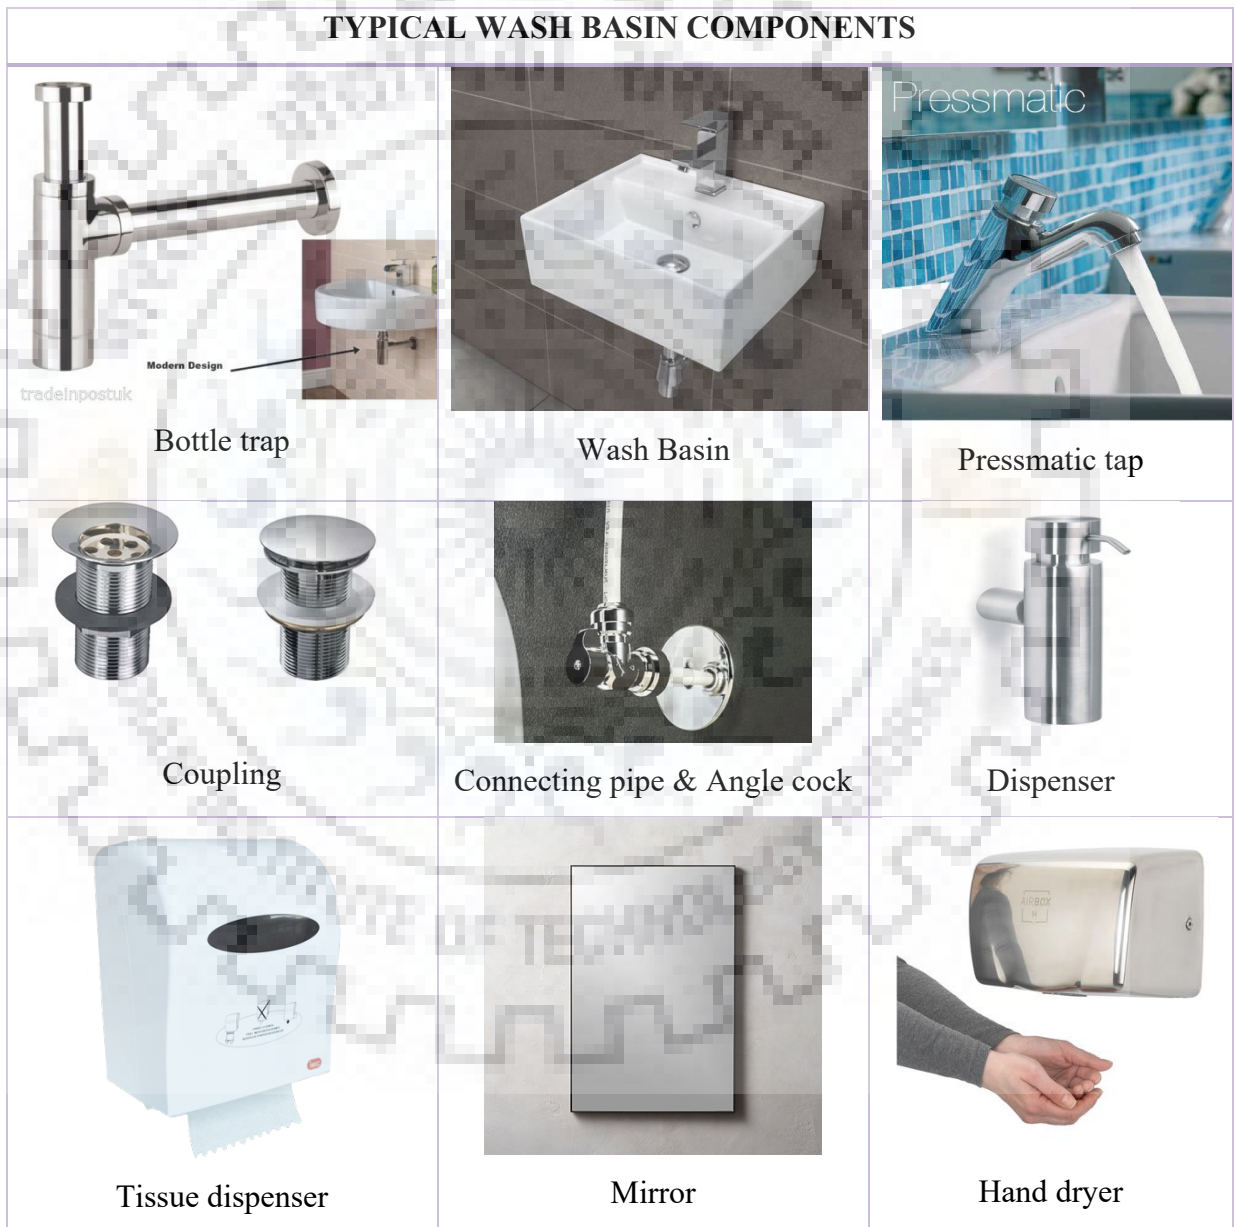 TYPICAL WASH BASIN COMPONENTS
Pressmatic
Modern Design
tradeinpostuk
Bottle trap
Wash Basin
Pressmatic tap
Coupling
Connecting pipe & Angle cock
Dispenser
AIRBOX
H
Tissue dispenser
Mirror
Hand dryer